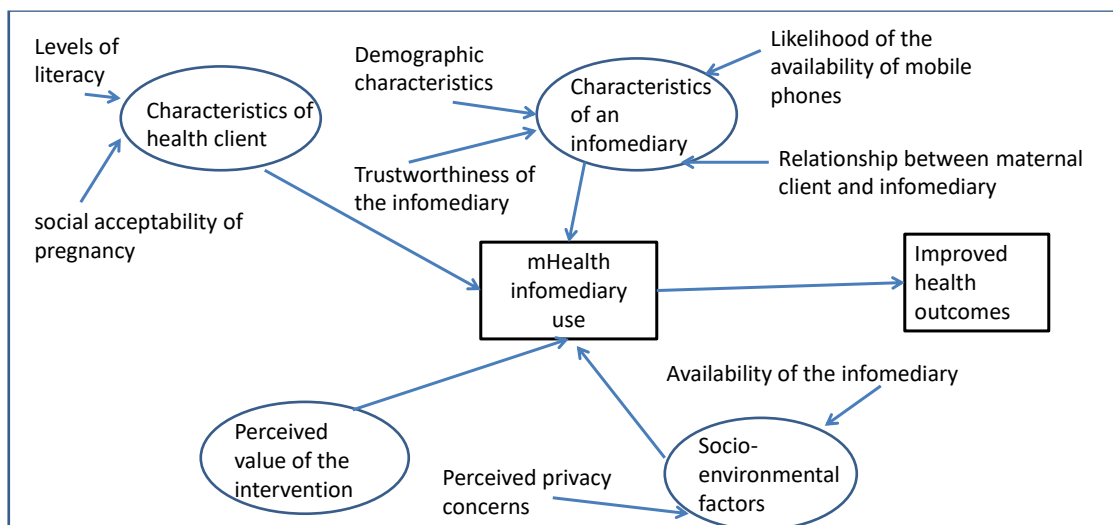 Levels of
literacy
Characteristics of
health client
social acceptability of
pregnancy
Demographic
characteristics
Trustworthiness of
the infomediary
Characteristics
of an
infomediary
Likelihood of the
availability of mobile
phones
Relationship between maternal
client and infomediary
mHealth
infomediary
use
Improved
health
outcomes
Perceived
value of the
intervention
Perceived privacy
concerns
Availability of the infomediary
Socio-
environmental
factors